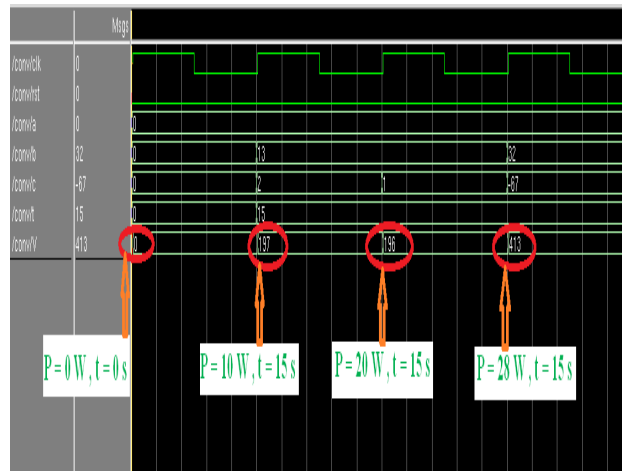 Msgs
/conv/clk 0
/conv/rst 0
/conv/a 0 0
/conv/b 32 0 13 32
/conv/c -67 0 2 1 -67
/conv/t 15 0 15
/conv/V 413 0 197 196 413
P = 0 W , t = 0 s P = 10 W , t = 15 s P = 20 W , t = 15 s P = 28 W , t = 15 s